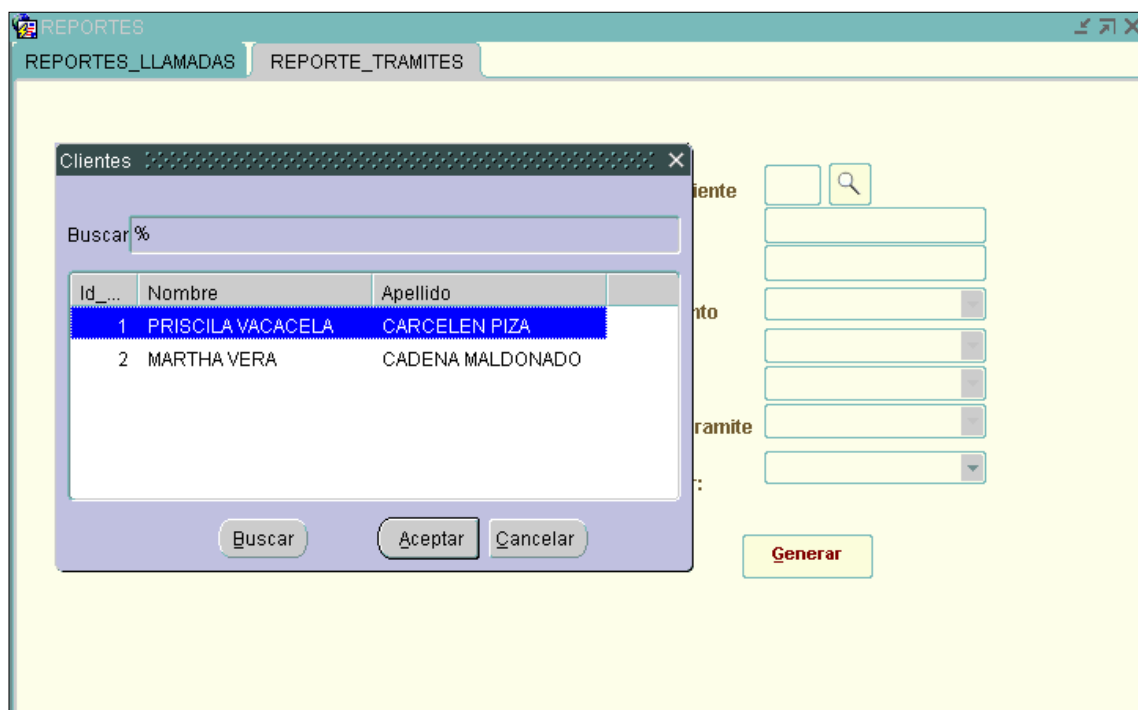 REPORTES
REPORTES_LLAMADAS REPORTE_TRAMITES
Clientes
iente
Buscar %
Id_... Nombre Apellido
1 PRISCILA VACACELA CARCELEN PIZA
nto
2 MARTHA VERA CADENA MALDONADO
ramite
r:
Buscar Aceptar Cancelar
Generar